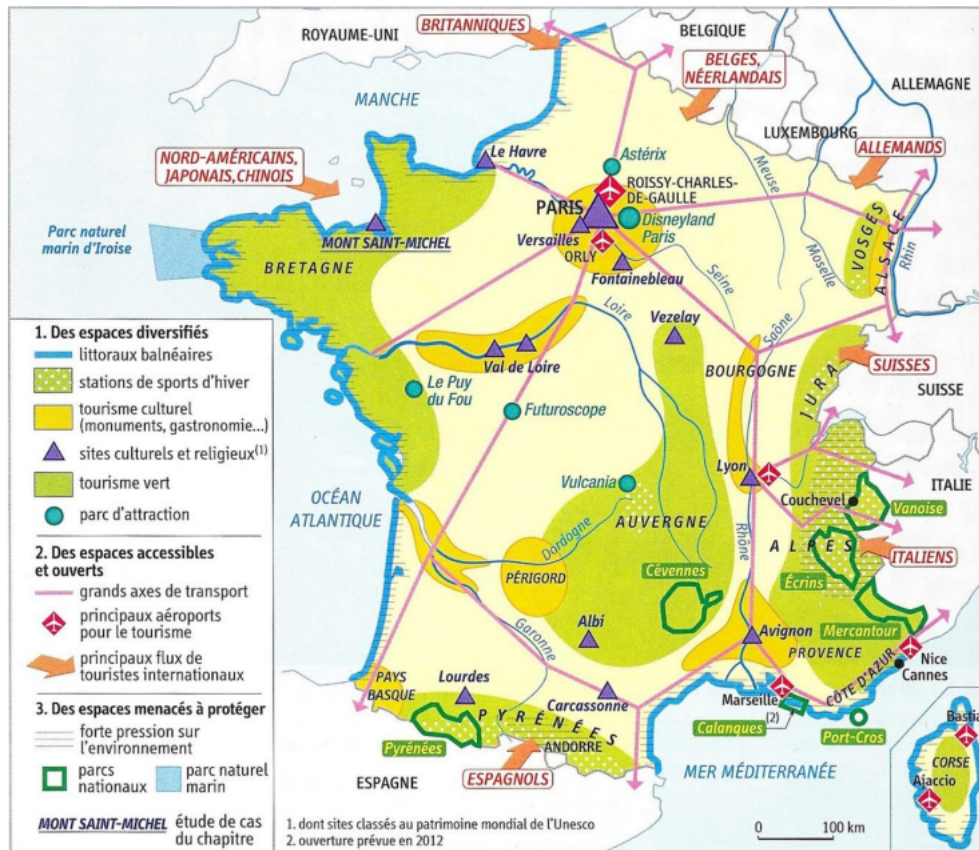 ROYAUME-UNI
BRITANNIQUES
BELGIQUE
BELGES,
NÉERLANDAIS
ALLEMAGNE
MANCHE
LUXEMBOURG
ALLEMANDS
NORD-AMÉRICAINS,
JAPONAIS,CHINOIS
Le Havre
Astérix
ROISSY-CHARLES-
DE-GAULLE
Meuse
PARIS
Disneyland
Paris
Parc naturel
marin d'Iroise
MONT SAINT-MICHEL
Versailles
ORLY
Fontainebleau
Seine
Moselle
VOSGES
ALSACE
Rhin
BRETAGNE
Loire
Vezelay
Saône
Val de Loire
BOURGOGNE
JURA
SUISSES
SUISSE
Le Puy
du Fou
Futuroscope
Lyon
ITALIE
Vulcania
Couchevel
Vanoise
OCÉAN
ATLANTIQUE
AUVERGNE
Dordogne
Rhône
ALPES
ITALIENS
PÉRIGORD
Cévennes
Écrins
Garonne
Albi
Avignon
Mercantour
PROVENCE
PAYS
BASQUE
Lourdes
Carcassonne
CÔTE D'AZUR
Nice
Cannes
Marseille
(2)
PYRÉNÉES
Pyrénées
ANDORRE
Calanques
Port-Cros
Bastia
ESPAGNE
ESPAGNOLS
MER MÉDITERRANÉE
CORSE
Ajaccio
1. Des espaces diversifiés
littoraux balnéaires
stations de sports d'hiver
tourisme culturel
(monuments, gastronomie...)
sites culturels et religieux(1)
tourisme vert
parc d'attraction
2. Des espaces accessibles
et ouverts
grands axes de transport
principaux aéroports
pour le tourisme
principaux flux de
touristes internationaux
3. Des espaces menacés à protéger
forte pression sur
l'environnement
parcs
nationaux
parc naturel
marin
MONT SAINT-MICHEL étude de cas
du chapitre
1. dont sites classés au patrimoine mondial de l'Unesco
2. ouverture prévue en 2012
0 100 km